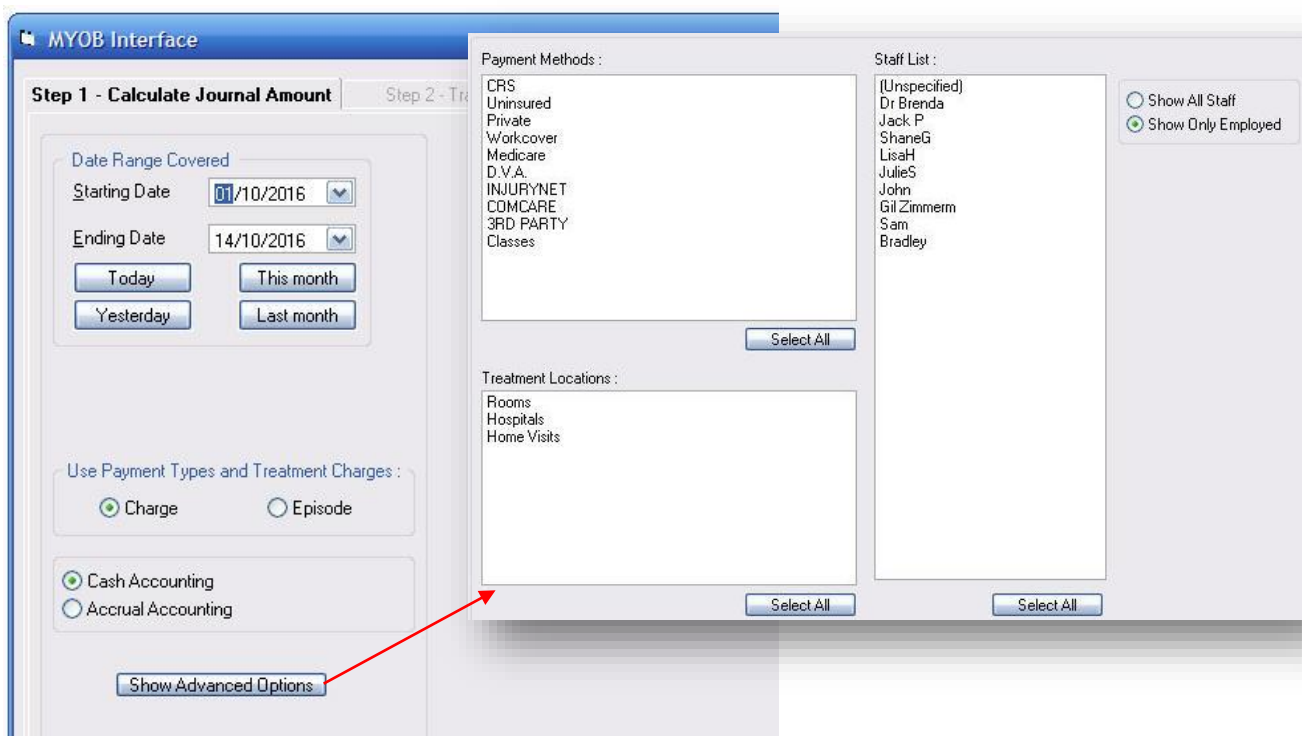 MYOB Interface
Step 1 - Calculate Journal Amount
Step 2 -
Date Range Covered
Starting Date 01/10/2016
Ending Date 14/10/2016
Today This month
Yesterday Last month
Use Payment Types and Treatment Charges :
Charge Episode
Cash Accounting
Accrual Accounting
Show Advanced Options
Payment Methods :
CRS
Uninsured
Private
Workcover
Medicare
D.V.A.
INJURYNET
COMCARE
3RD PARTY
Classes
Select All
Treatment Locations :
Rooms
Hospitals
Home Visits
Select All
Staff List :
(Unspecified)
Dr Brenda
Jack P
ShaneG
LisaH
JulieS
John
Gil Zimmerm
Sam
Bradley
Select All
Show All Staff
Show Only Employed